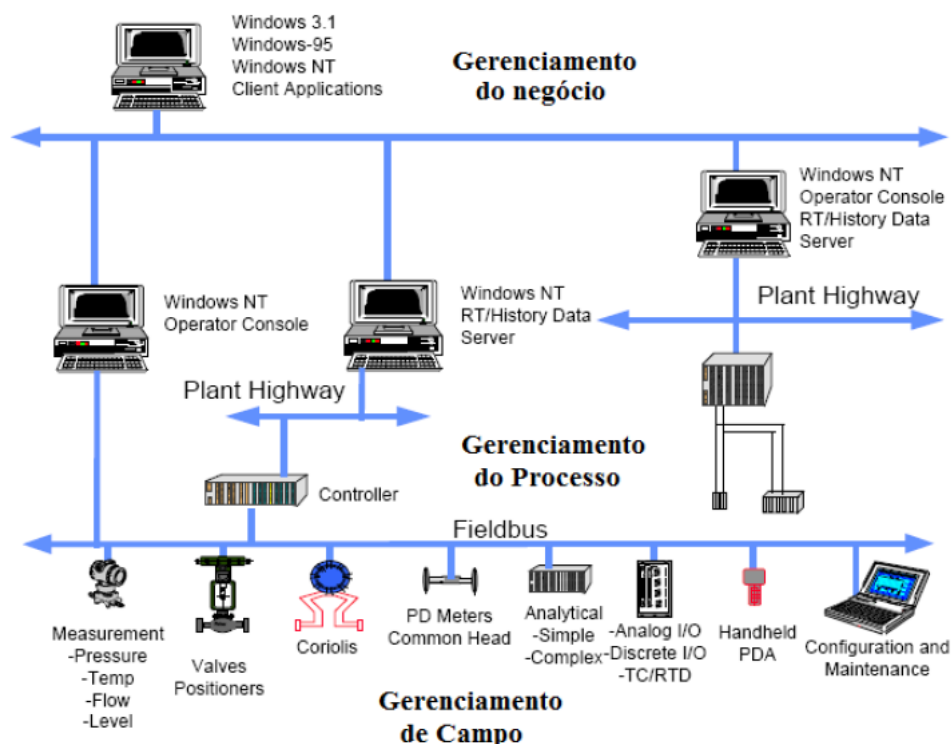 Windows 3.1
Windows-95
Windows NT
Client Applications
Gerenciamento
do negócio
Windows NT
Operator Console
RT/History Data
Server
Windows NT
Operator Console
Windows NT
RT/History Data
Server
Plant Highway
Plant Highway
Gerenciamento
do Processo
Controller
Fieldbus
Measurement
-Pressure
-Temp
-Flow
-Level
Valves
Positioners
Coriolis
PD Meters
Common Head
Analytical
-Simple
-Complex
-Analog I/O
-Discrete I/O
-TC/RTD
Handheld
PDA
Configuration and
Maintenance
Gerenciamento
de Campo